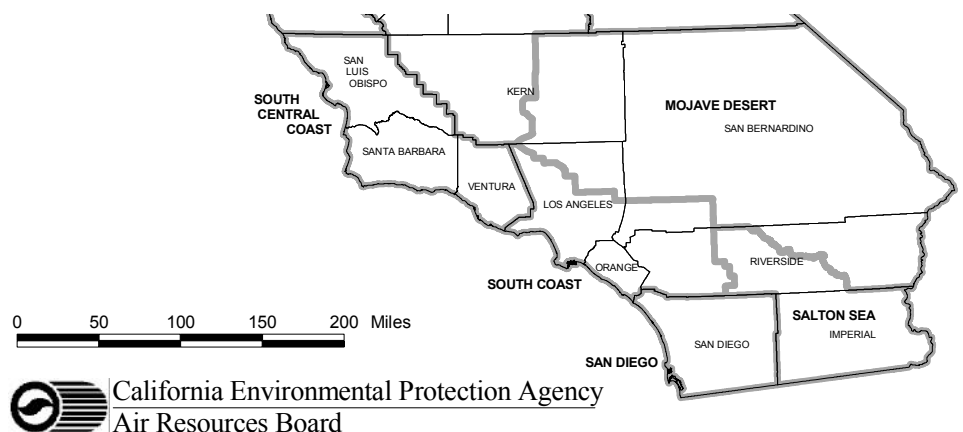 SAN
LUIS
OBISPO
KERN
SOUTH
CENTRAL
COAST
MOJAVE DESERT
SAN BERNARDINO
SANTA BARBARA
VENTURA
LOS ANGELES
RIVERSIDE
ORANGE
SOUTH COAST
SALTON SEA
IMPERIAL
SAN DIEGO
SAN DIEGO
0 50 100 150 200 Miles
California Environmental Protection Agency
Air Resources Board